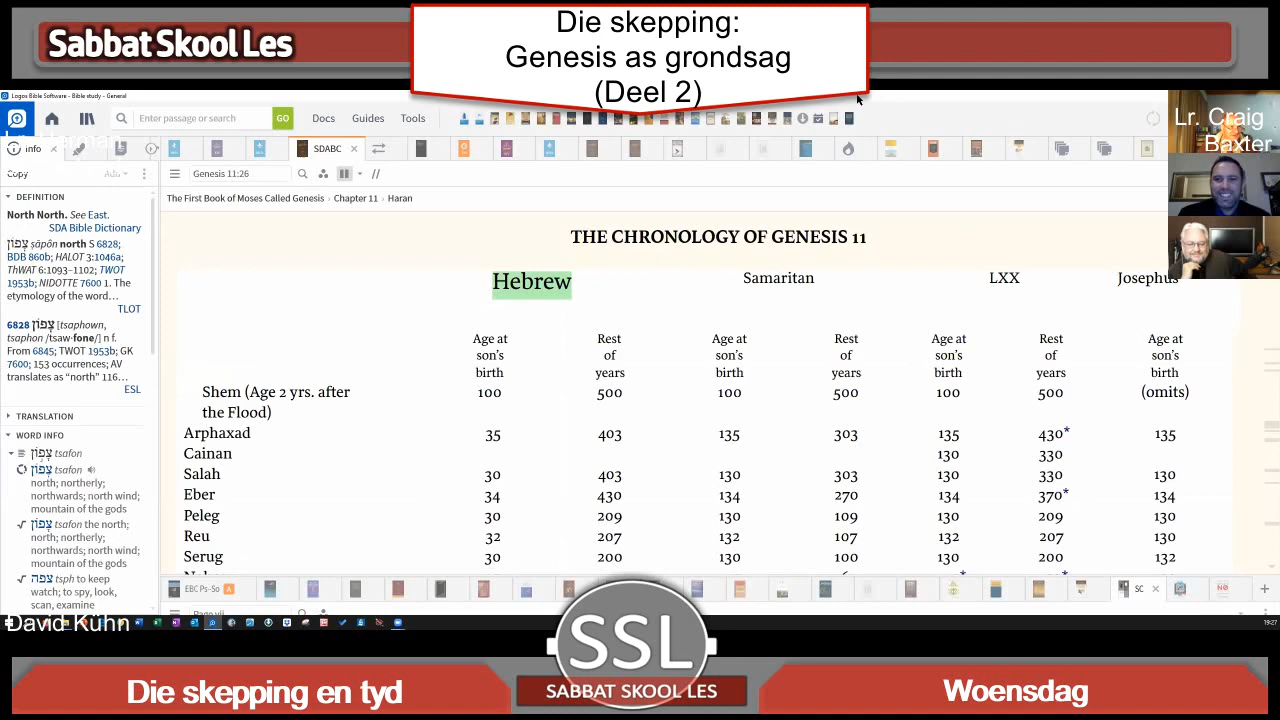 Sabbat Skool Les
Die skepping:
Genesis as grondsag
(Deel 2)
Logos Bible Software - Bible study - General
Enter passage or search
GO
Docs
Guides
Tools
Lr. Craig
Baxter
Info
SDABC
Copy
Ads
Genesis 11:26
DEFINITION
The First Book of Moses Called Genesis › Chapter 11 › Haran
North North. See East.
SDA Bible Dictionary
צָפוֹן ṣāpôn north S 6828;
BDB 860b; HALOT 3:1046a;
ThWAT 6:1093–1102; TWOT
1953b; NIDOTTE 7600 1. The
etymology of the word…
TLOT
6828 צָפוֹן [tsaphown,
tsaphon /tsaw·fone/] n f.
From 6845; TWOT 1953b; GK
7600; 153 occurrences; AV
translates as “north” 116…
ESL
TRANSLATION
WORD INFO
צָפוֹן tsafon
צָפוֹן tsafon
north; northerly;
northwards; north wind;
mountain of the gods
צָפוֹן tsafon the north;
north; northerly;
northwards; north wind;
mountain of the gods
צפה tsph to keep
watch; to spy, look,
scan, examine
THE CHRONOLOGY OF GENESIS 11
Hebrew Samaritan LXX Josephus
Age at Rest Age at Rest Age at Rest Age at
son’s of son’s of son’s of son’s
birth years birth years birth years birth
Shem (Age 2 yrs. after 100 500 100 500 100 500 (omits)
the Flood)
Arphaxad 35 403 135 303 135 430* 135
Cainan 130 330
Salah 30 403 130 303 130 330 130
Eber 34 430 134 270 134 370* 134
Peleg 30 209 130 109 130 209 130
Reu 32 207 132 107 132 207 130
Serug 30 200 130 100 130 200 132
EBC Ps–So A
SC
Page vii
David Kuhn
19:27
SSL
SABBAT SKOOL LES
Die skepping en tyd
Woensdag